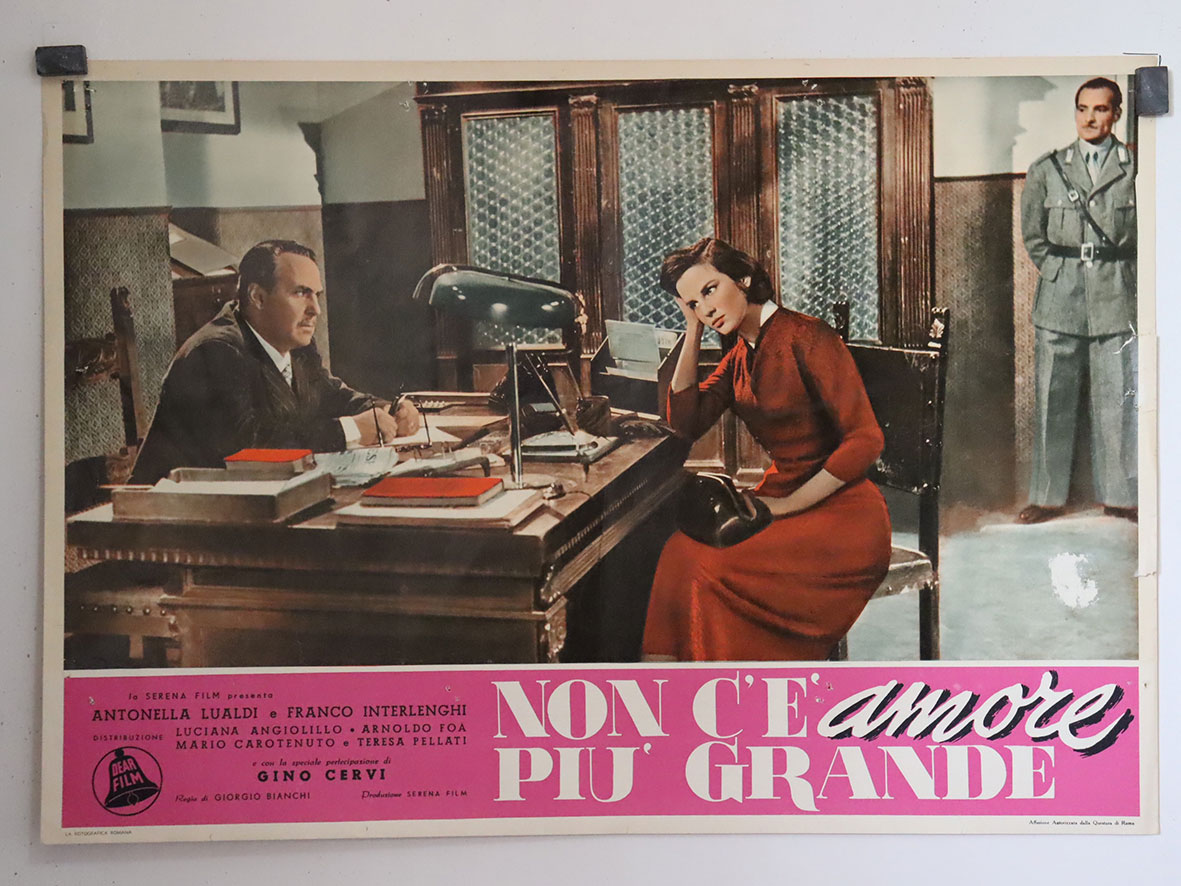 la SERENA FILM presenta
ANTONELLA LUALDI e FRANCO INTERLENGHI
LUCIANA ANGIOLILLO • ARNOLDO FOA
MARIO CAROTENUTO e TERESA PELLATI
e con la speciale partecipazione di
GINO CERVI
Regia di GIORGIO BIANCHI
Produzione SERENA FILM
DISTRIBUZIONE
DEAR
FILM
NON C'E' amore
PIU' GRANDE
LA FOTOGRAFICA ROMANA
Affissione Autorizzata dalla Questura di Roma